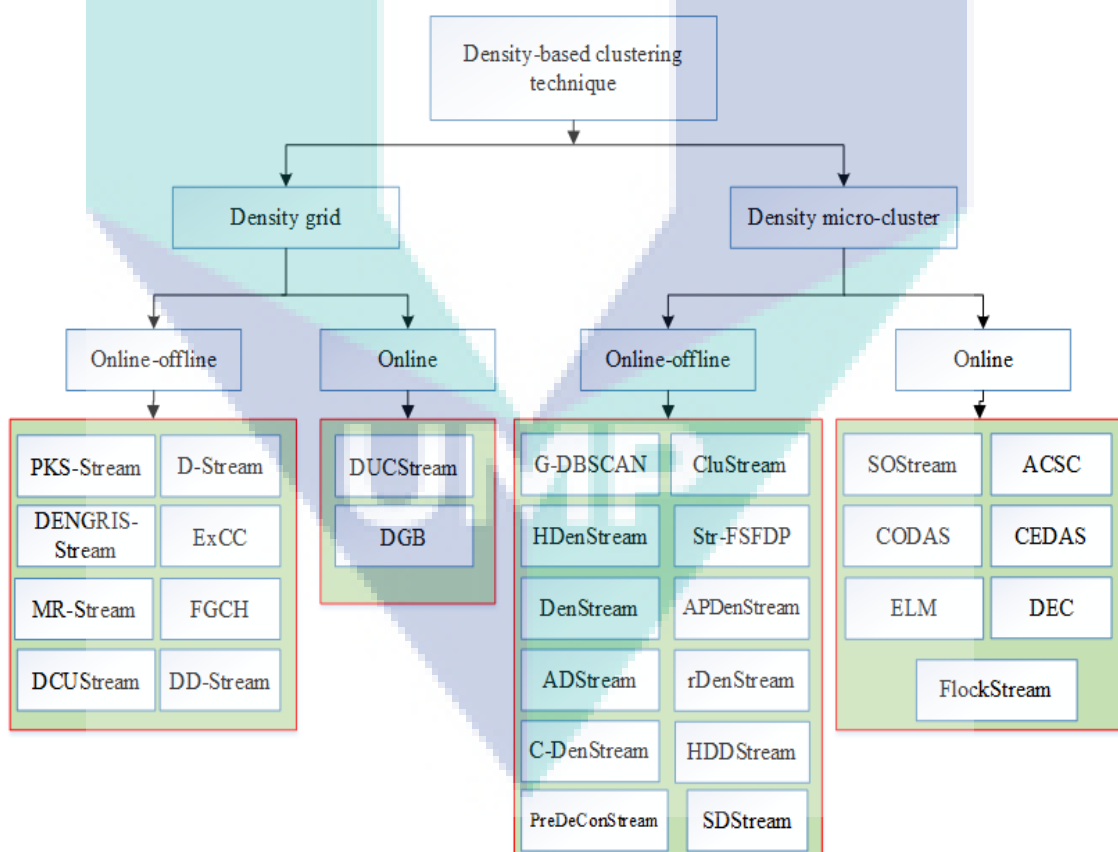 Density-based clustering
technique
Density grid
Density micro-cluster
Online-offline
Online
Online-offline
Online
PKS-Stream
D-Stream
DENGRIS-
Stream
ExCC
MR-Stream
FGCH
DCUStream
DD-Stream
DUCStream
DGB
G-DBSCAN
CluStream
HDenStream
Str-FSFDP
DenStream
APDenStream
ADStream
rDenStream
C-DenStream
HDDStream
PreDeConStream
SDStream
SOStream
ACSC
CODAS
CEDAS
ELM
DEC
FlockStream
UMP